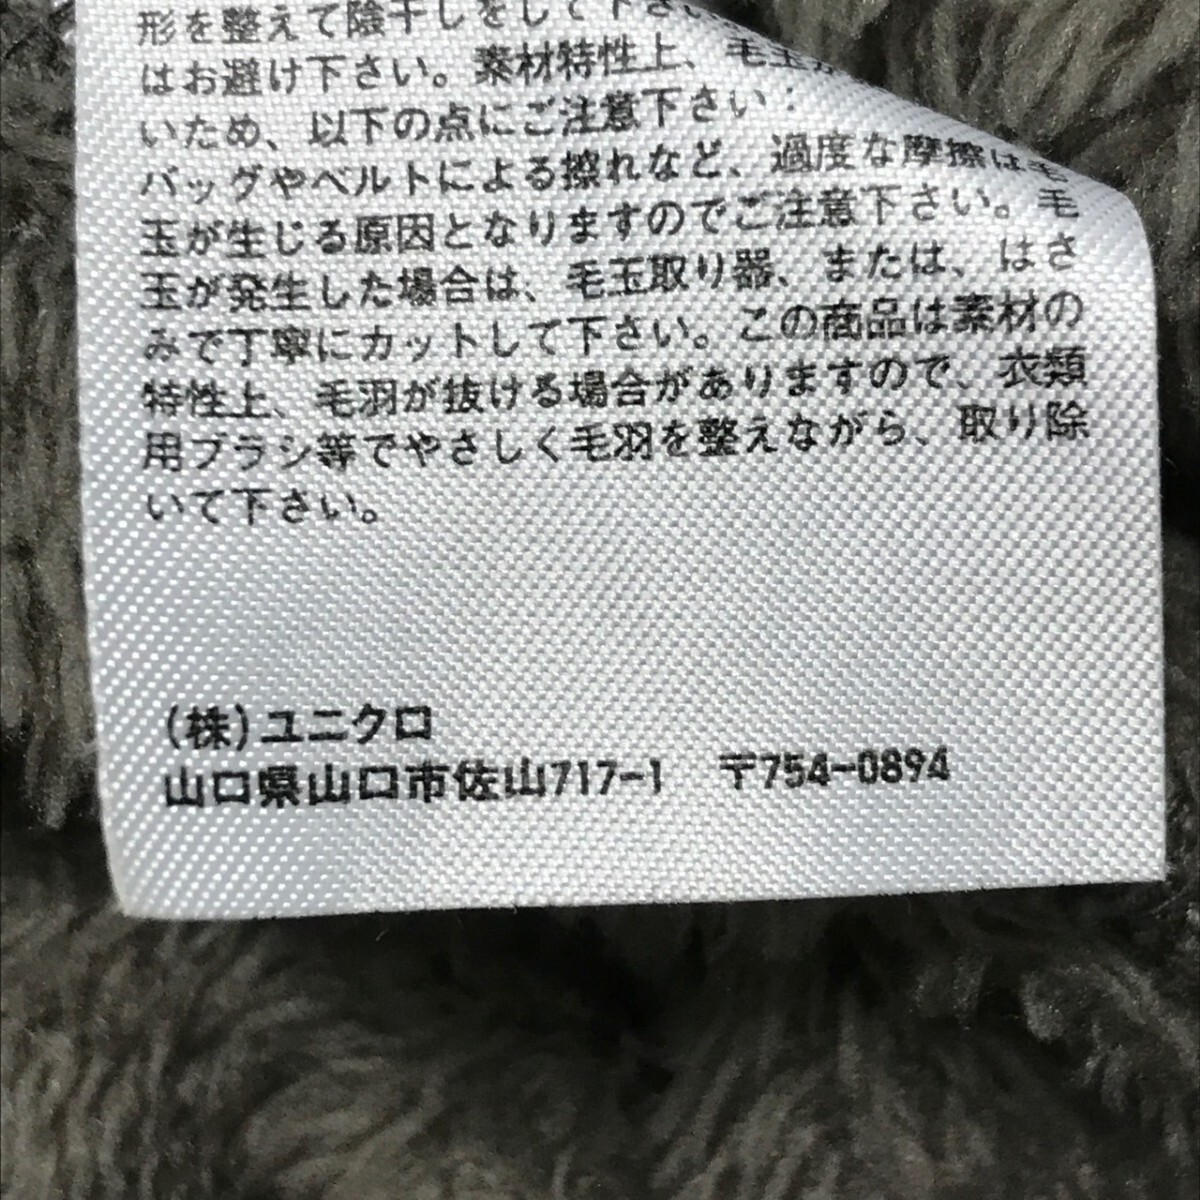 形を整えて陰干しをして下さい。
はお避け下さい。素材特性上、毛玉
いため、以下の点にご注意下さい：
バッグやベルトによる擦れなど、過度な摩擦は毛
玉が生じる原因となりますのでご注意下さい。毛
玉が発生した場合は、毛玉取り器、または、はさ
みで丁寧にカットして下さい。この商品は素材の
特性上、毛羽が抜ける場合がありますので、衣類
用ブラシ等でやさしく毛羽を整えながら、取り除
いて下さい。
(株)ユニクロ
山口県山口市佐山717-1 〒754-0894